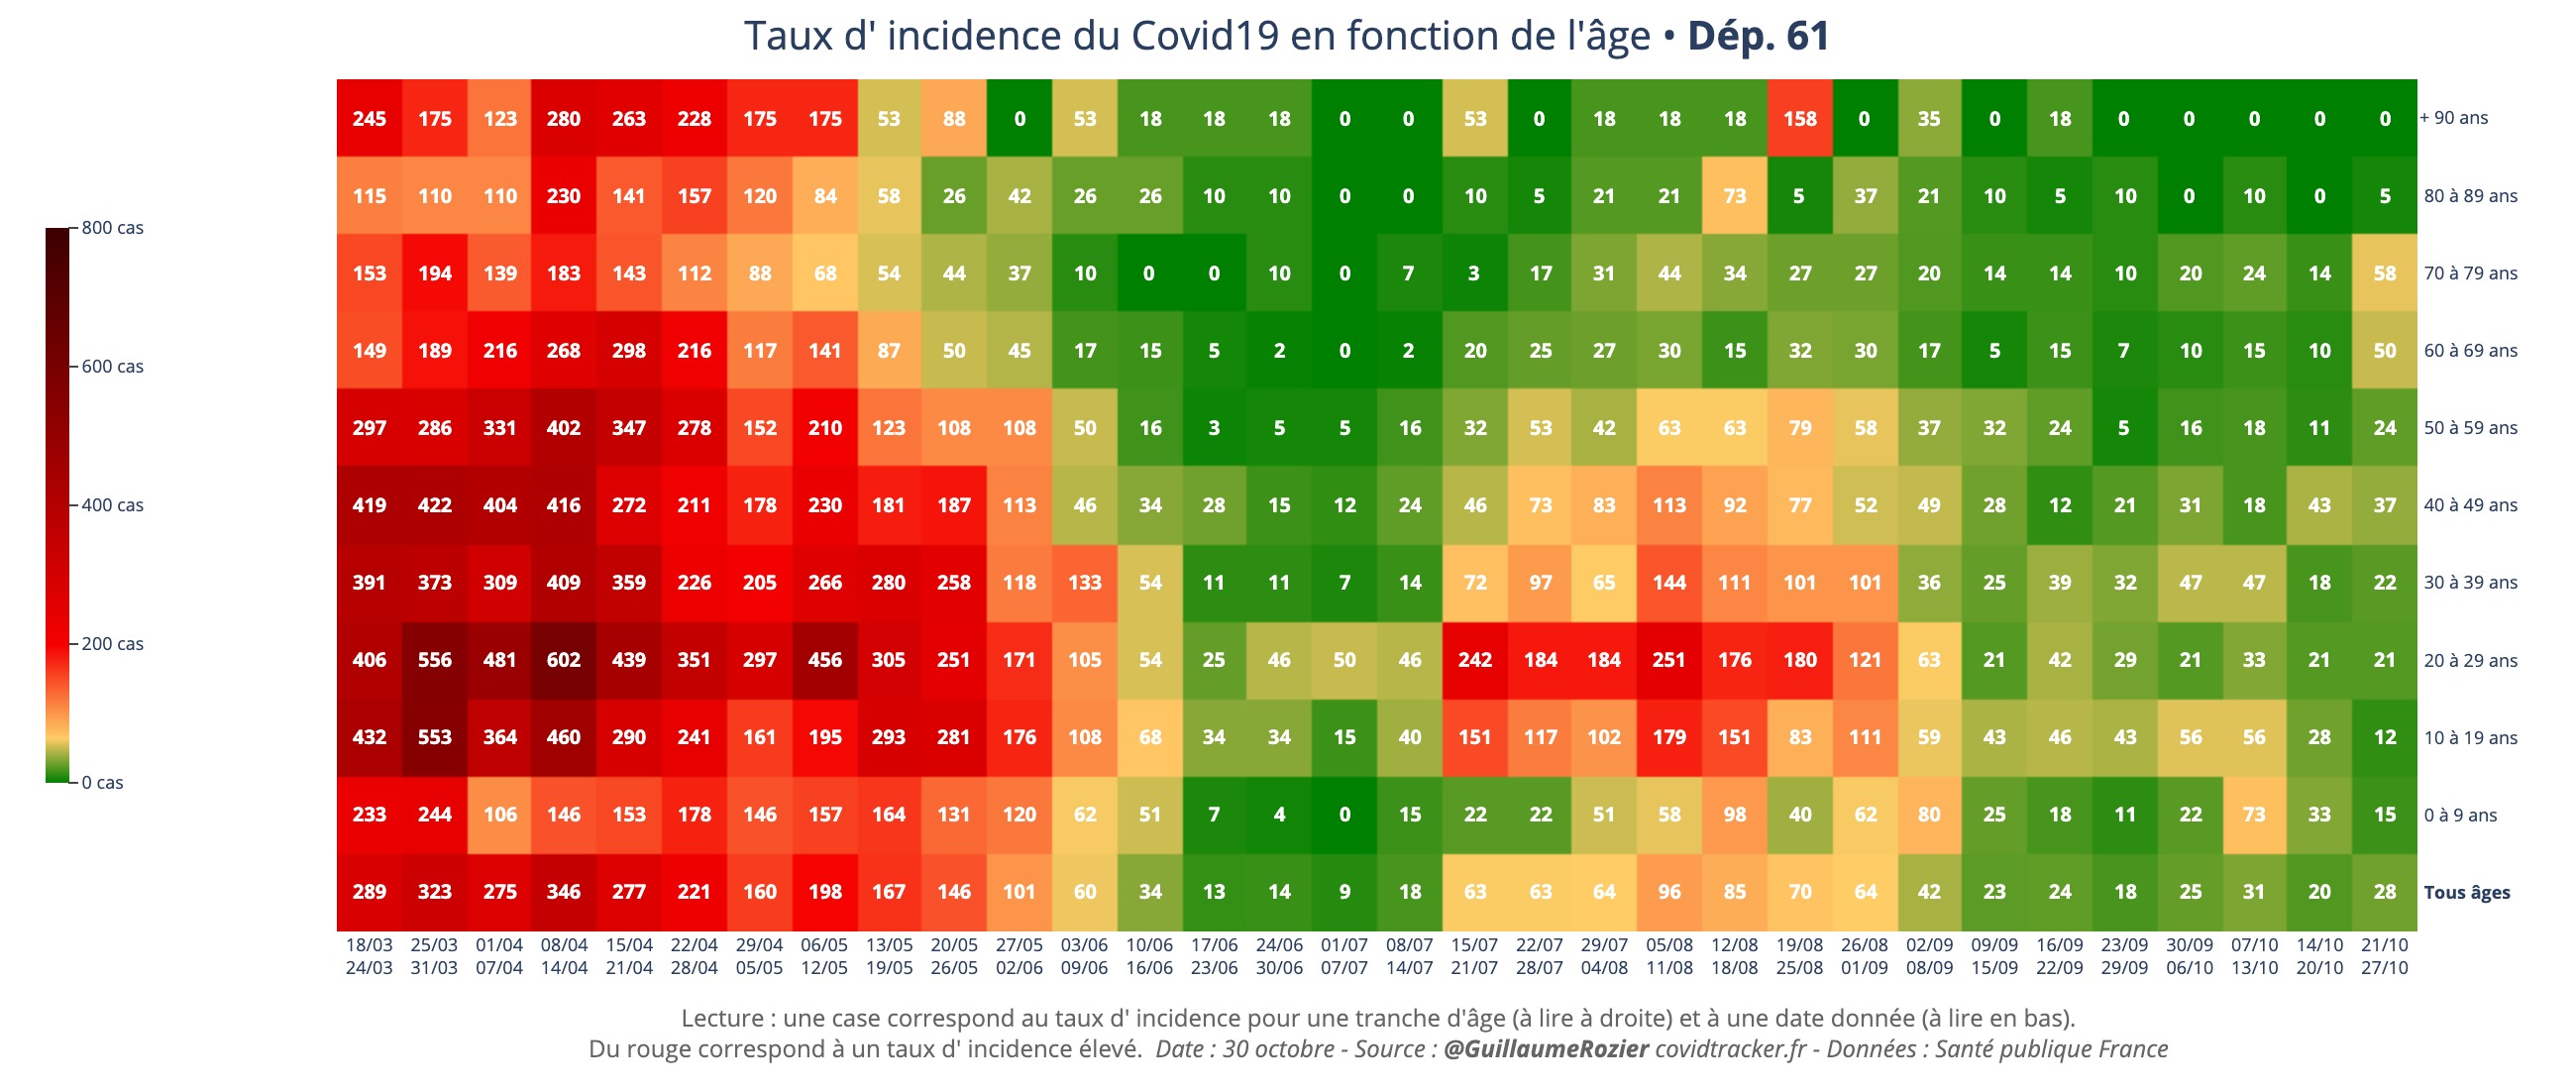 Taux d' incidence du Covid19 en fonction de l'âge • Dép. 61
800 cas
600 cas
400 cas
200 cas
0 cas
245 175 123 280 263 228 175 175 53 88 0 53 18 18 18 0 0 53 0 18 18 18 158 0 35 0 18 0 0 0 0 0 + 90 ans
115 110 110 230 141 157 120 84 58 26 42 26 26 10 10 0 0 10 5 21 21 73 5 37 21 10 5 10 0 10 0 5 80 à 89 ans
153 194 139 183 143 112 88 68 54 44 37 10 0 0 10 0 7 3 17 31 44 34 27 27 20 14 14 10 20 24 14 58 70 à 79 ans
149 189 216 268 298 216 117 141 87 50 45 17 15 5 2 0 2 20 25 27 30 15 32 30 17 5 15 7 10 15 10 50 60 à 69 ans
297 286 331 402 347 278 152 210 123 108 108 50 16 3 5 5 16 32 53 42 63 63 79 58 37 32 24 5 16 18 11 24 50 à 59 ans
419 422 404 416 272 211 178 230 181 187 113 46 34 28 15 12 24 46 73 83 113 92 77 52 49 28 12 21 31 18 43 37 40 à 49 ans
391 373 309 409 359 226 205 266 280 258 118 133 54 11 11 7 14 72 97 65 144 111 101 101 36 25 39 32 47 47 18 22 30 à 39 ans
406 556 481 602 439 351 297 456 305 251 171 105 54 25 46 50 46 242 184 184 251 176 180 121 63 21 42 29 21 33 21 21 20 à 29 ans
432 553 364 460 290 241 161 195 293 281 176 108 68 34 34 15 40 151 117 102 179 151 83 111 59 43 46 43 56 56 28 12 10 à 19 ans
233 244 106 146 153 178 146 157 164 131 120 62 51 7 4 0 15 22 22 51 58 98 40 62 80 25 18 11 22 73 33 15 0 à 9 ans
289 323 275 346 277 221 160 198 167 146 101 60 34 13 14 9 18 63 63 64 96 85 70 64 42 23 24 18 25 31 20 28 Tous âges
18/03 25/03 01/04 08/04 15/04 22/04 29/04 06/05 13/05 20/05 27/05 03/06 10/06 17/06 24/06 01/07 08/07 15/07 22/07 29/07 05/08 12/08 19/08 26/08 02/09 09/09 16/09 23/09 30/09 07/10 14/10 21/10
24/03 31/03 07/04 14/04 21/04 28/04 05/05 12/05 19/05 26/05 02/06 09/06 16/06 23/06 30/06 07/07 14/07 21/07 28/07 04/08 11/08 18/08 25/08 01/09 08/09 15/09 22/09 29/09 06/10 13/10 20/10 27/10
Lecture : une case correspond au taux d' incidence pour une tranche d'âge (à lire à droite) et à une date donnée (à lire en bas).
Du rouge correspond à un taux d' incidence élevé. Date : 30 octobre - Source : @GuillaumeRozier covidtracker.fr - Données : Santé publique France